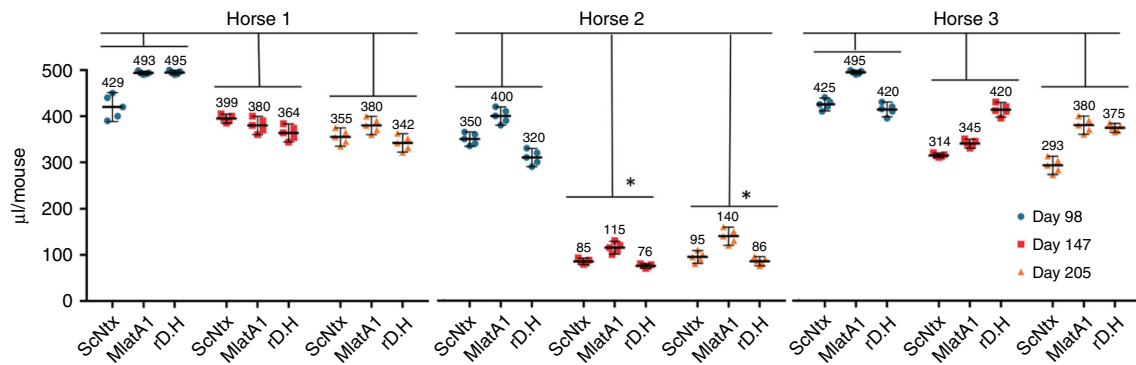 Horse 1 Horse 2 Horse 3
µl/mouse
500
400
300
200
100
0
429 493 495 399 380 364 355 380 342
350 400 320 85 115 76 * 95 140 86 *
425 495 420 314 345 420 293 380 375
Day 98
Day 147
Day 205
ScNtx MlatA1 rD.H ScNtx MlatA1 rD.H ScNtx MlatA1 rD.H ScNtx MlatA1 rD.H ScNtx MlatA1 rD.H ScNtx MlatA1 rD.H ScNtx MlatA1 rD.H ScNtx MlatA1 rD.H ScNtx MlatA1 rD.H